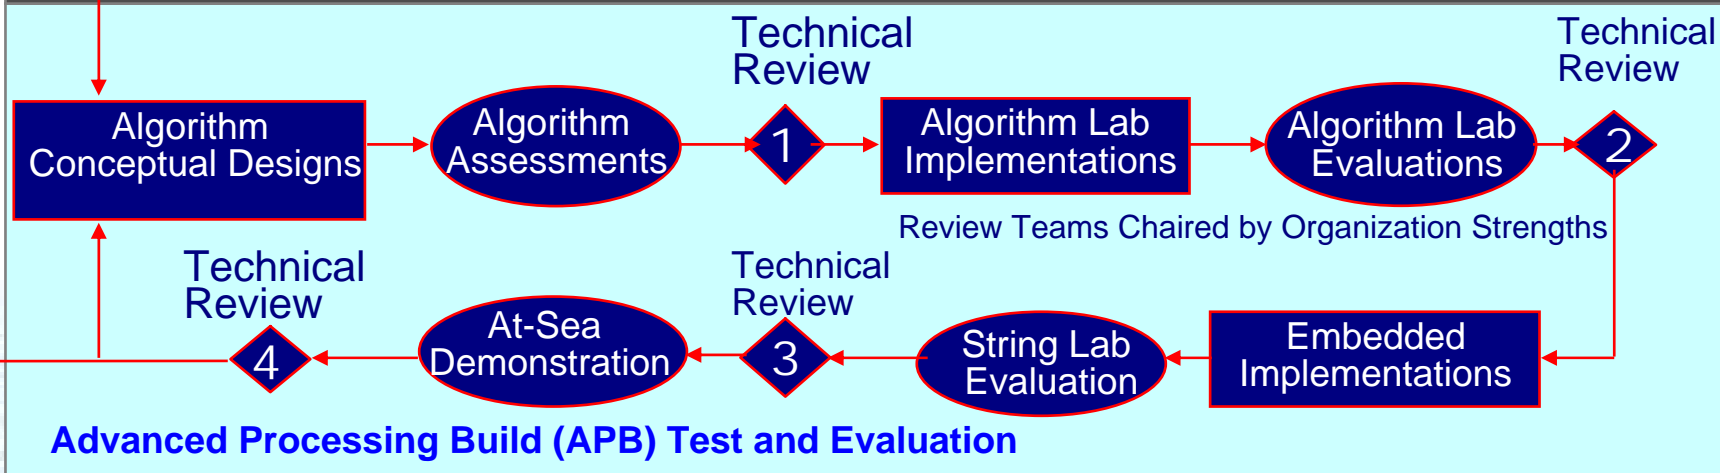 Technical
Review
Technical
Review
Algorithm
Conceptual Designs
Algorithm
Assessments
1
Algorithm Lab
Implementations
Algorithm Lab
Evaluations
2
Review Teams Chaired by Organization Strengths
Technical
Review
4
At-Sea
Demonstration
Technical
Review
3
String Lab
Evaluation
Embedded
Implementations
Advanced Processing Build (APB) Test and Evaluation